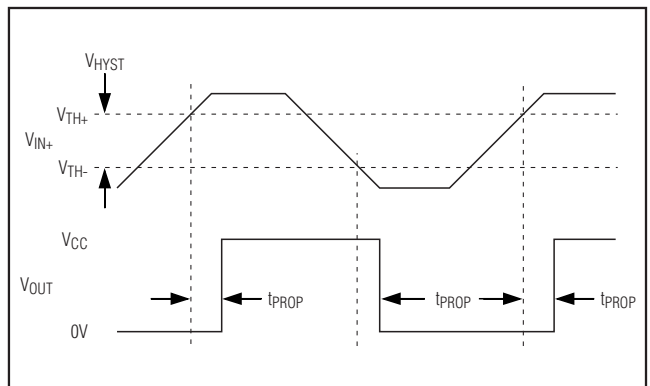 VHYST
VTH+
VIN+
VTH-
VCC
VOUT
tPROP
tPROP
tPROP
0V